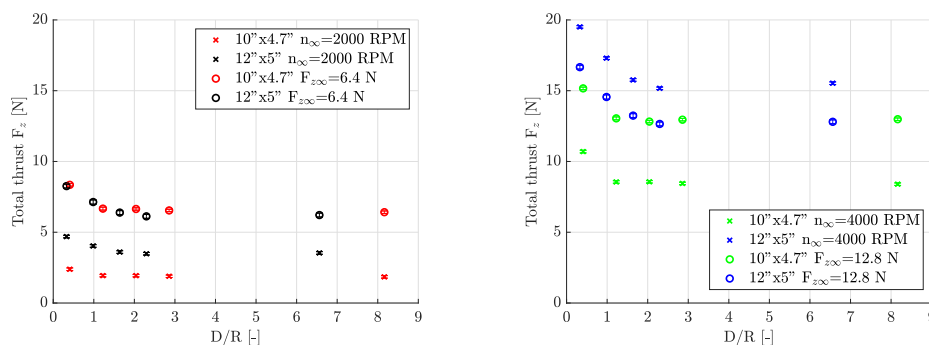 20
15
10
5
0
Total thrust F_z [N]
10"x4.7" n_∞=2000 RPM
12"x5" n_∞=2000 RPM
10"x4.7" F_z∞=6.4 N
12"x5" F_z∞=6.4 N
0 1 2 3 4 5 6 7 8 9
D/R [-]
20
15
10
5
0
Total thrust F_z [N]
10"x4.7" n_∞=4000 RPM
12"x5" n_∞=4000 RPM
10"x4.7" F_z∞=12.8 N
12"x5" F_z∞=12.8 N
0 1 2 3 4 5 6 7 8 9
D/R [-]